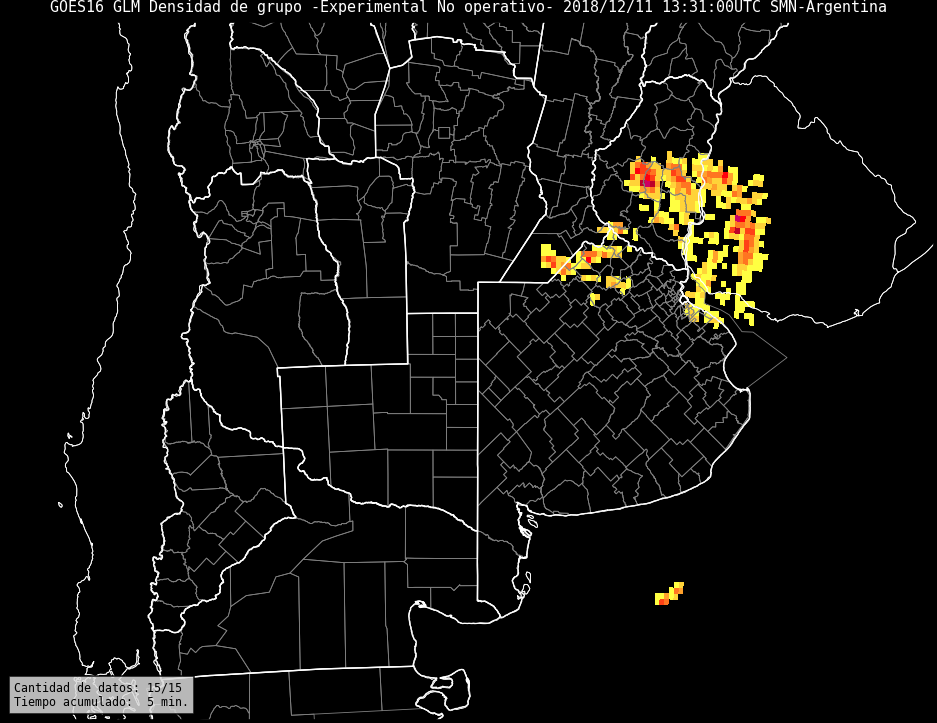 GOES16 GLM Densidad de grupo -Experimental No operativo- 2018/12/11 13:31:00UTC SMN-Argentina
Cantidad de datos: 15/15
Tiempo acumulado: 5 min.